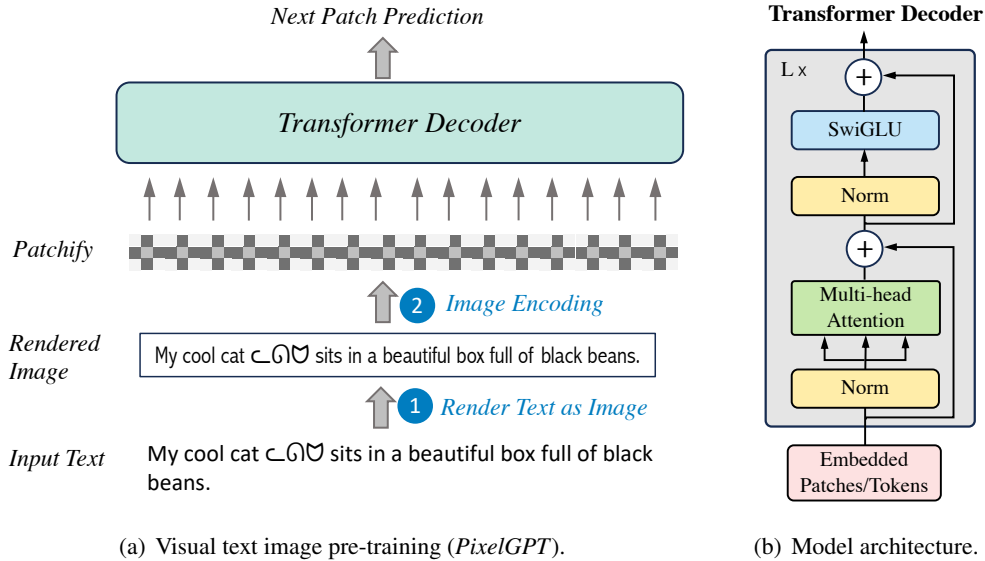 Next Patch Prediction
Transformer Decoder
Patchify
2 Image Encoding
Rendered
Image
My cool cat ᓚᘏᗢ sits in a beautiful box full of black beans.
1 Render Text as Image
Input Text
My cool cat ᓚᘏᗢ sits in a beautiful box full of black
beans.
(a) Visual text image pre-training (PixelGPT).
Transformer Decoder
L x
+
SwiGLU
Norm
+
Multi-head
Attention
Norm
Embedded
Patches/Tokens
(b) Model architecture.